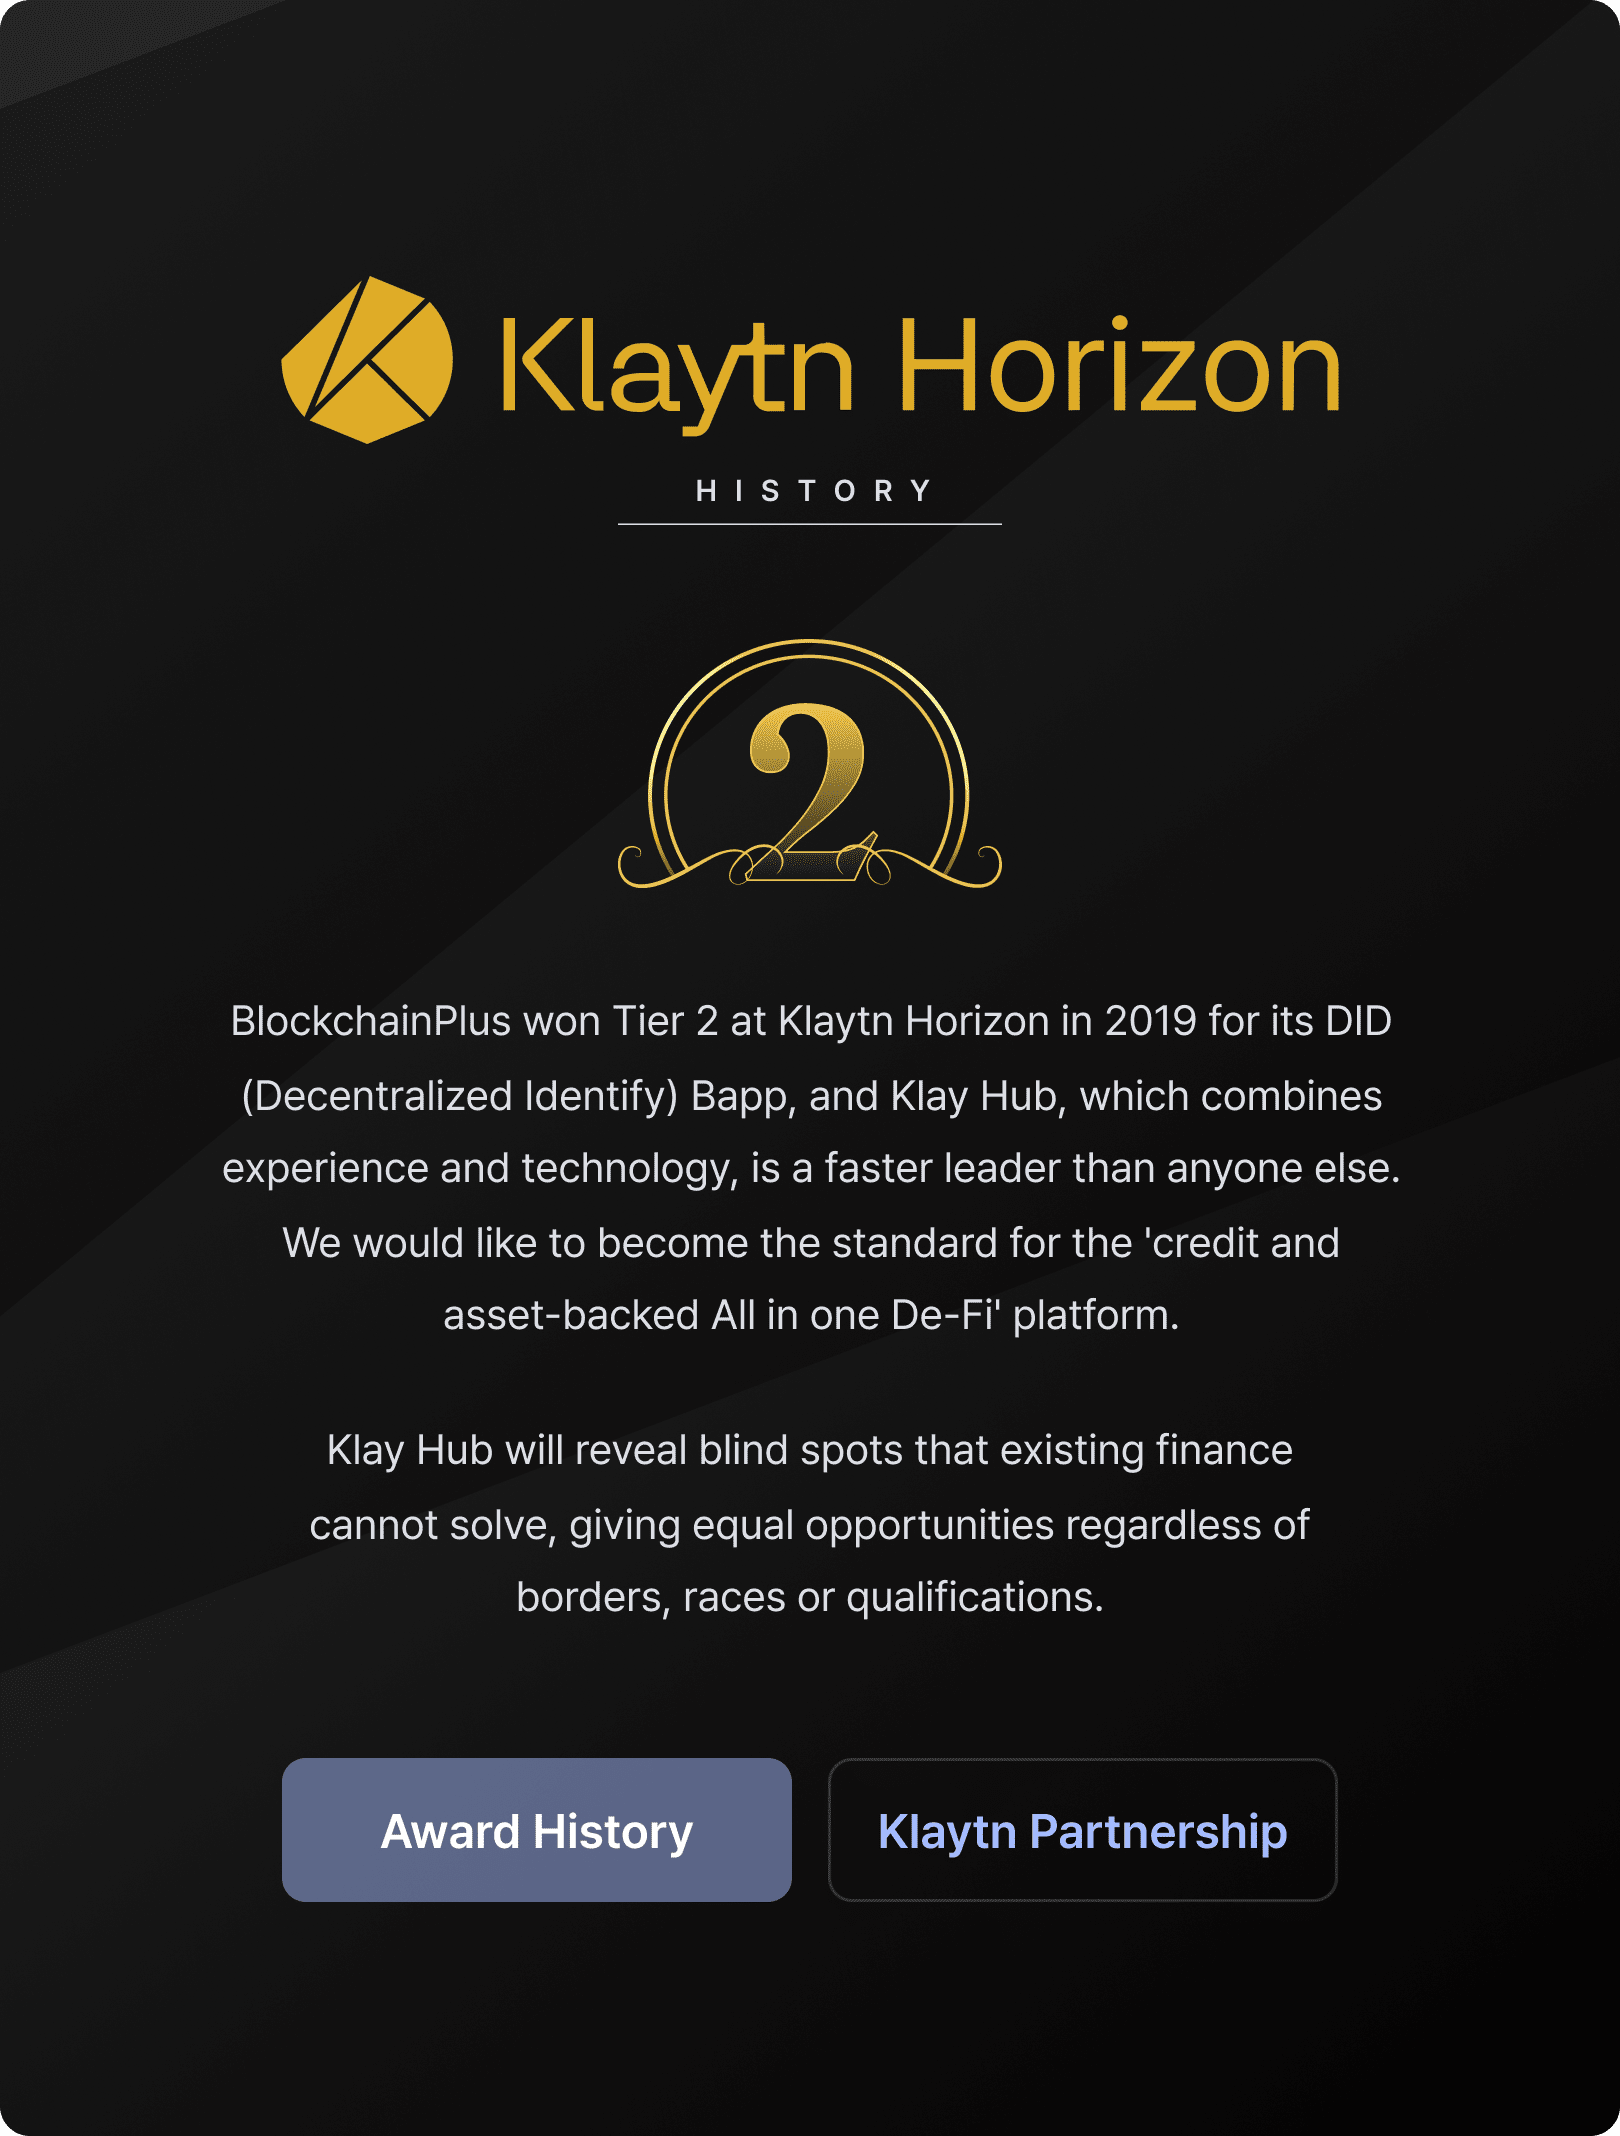 Klaytn Horizon
HISTORY
2
BlockchainPlus won Tier 2 at Klaytn Horizon in 2019 for its DID
(Decentralized Identify) Bapp, and Klay Hub, which combines
experience and technology, is a faster leader than anyone else.
We would like to become the standard for the 'credit and
asset-backed All in one De-Fi' platform.
Klay Hub will reveal blind spots that existing finance
cannot solve, giving equal opportunities regardless of
borders, races or qualifications.
Award History
Klaytn Partnership